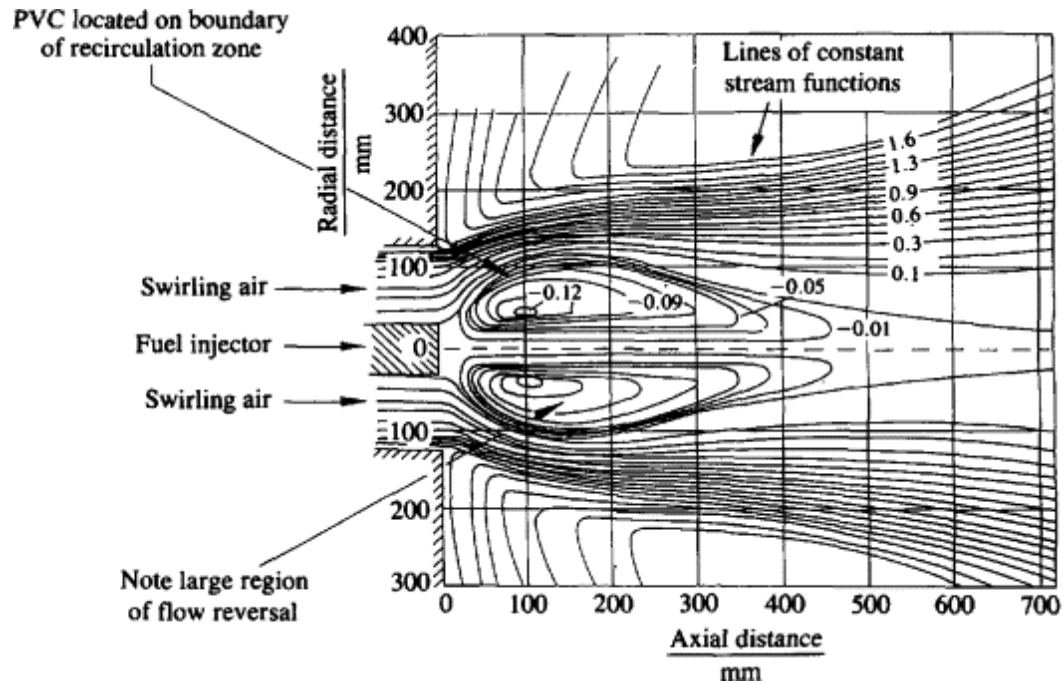 PVC located on boundary
of recirculation zone
Lines of constant
stream functions
Radial distance
mm
400
300
200
100
0
100
200
300
Swirling air
Fuel injector
Swirling air
1.6
1.3
0.9
0.6
0.3
0.1
-0.12
-0.09
-0.05
-0.01
Note large region
of flow reversal
0 100 200 300 400 500 600 700
Axial distance
mm